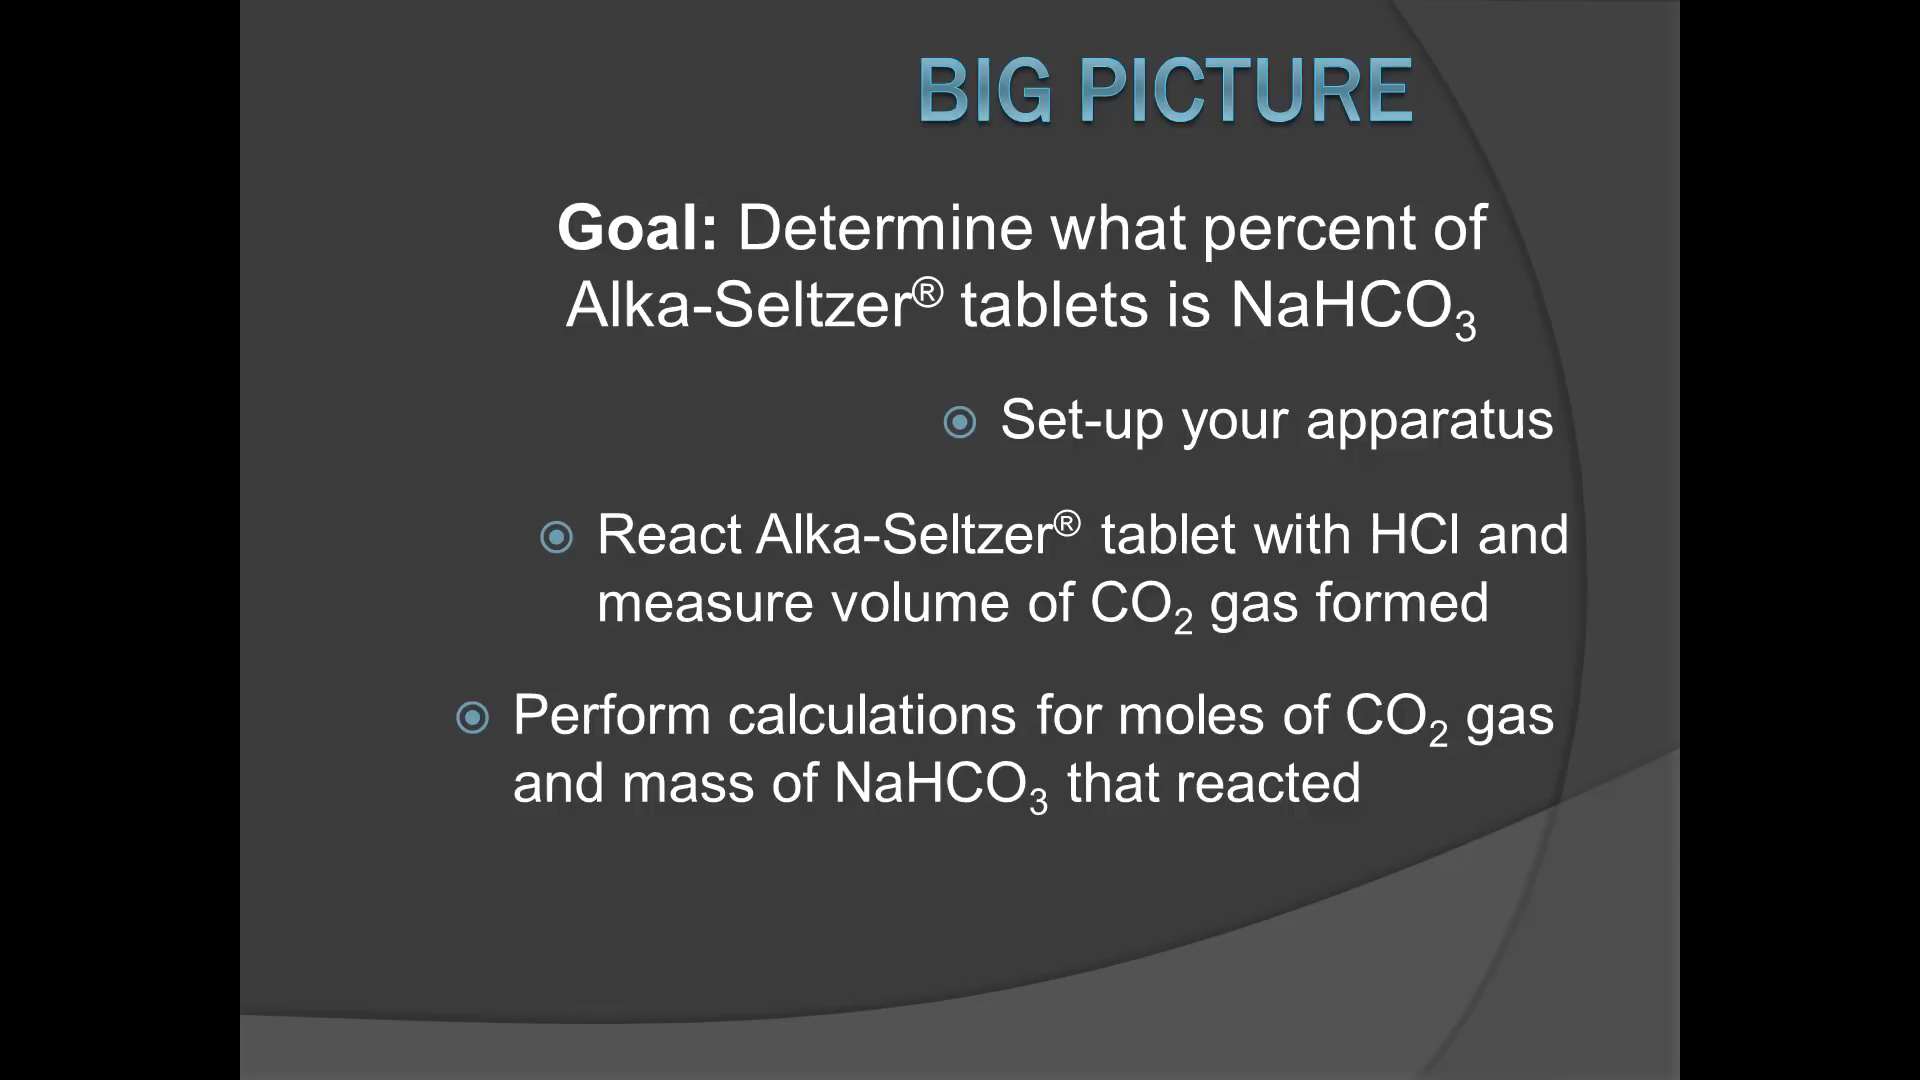 BIG PICTURE
Goal: Determine what percent of
Alka-Seltzer® tablets is NaHCO₃
Set-up your apparatus
React Alka-Seltzer® tablet with HCl and
measure volume of CO₂ gas formed
Perform calculations for moles of CO₂ gas
and mass of NaHCO₃ that reacted